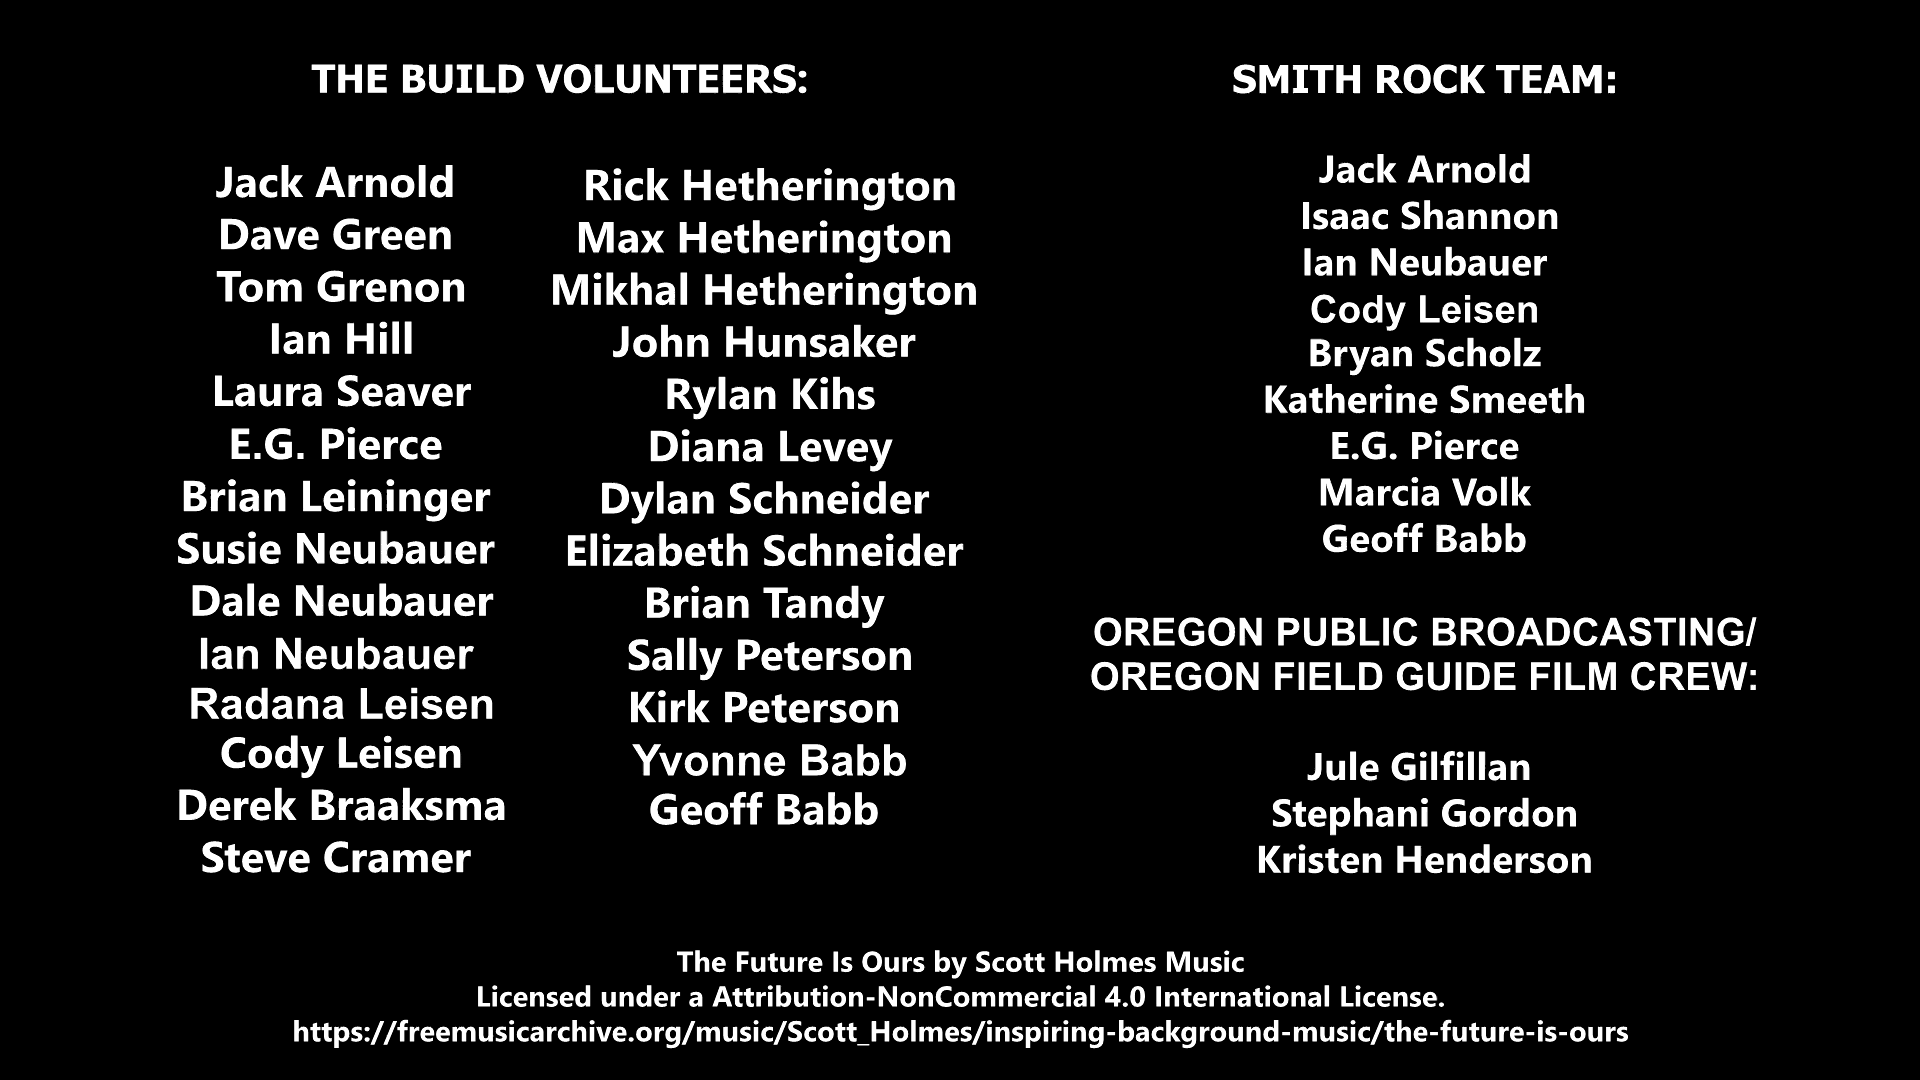 THE BUILD VOLUNTEERS:
Jack Arnold
Dave Green
Tom Grenon
Ian Hill
Laura Seaver
E.G. Pierce
Brian Leininger
Susie Neubauer
Dale Neubauer
Ian Neubauer
Radana Leisen
Cody Leisen
Derek Braaksma
Steve Cramer
Rick Hetherington
Max Hetherington
Mikhal Hetherington
John Hunsaker
Rylan Kihs
Diana Levey
Dylan Schneider
Elizabeth Schneider
Brian Tandy
Sally Peterson
Kirk Peterson
Yvonne Babb
Geoff Babb
SMITH ROCK TEAM:
Jack Arnold
Isaac Shannon
Ian Neubauer
Cody Leisen
Bryan Scholz
Katherine Smeeth
E.G. Pierce
Marcia Volk
Geoff Babb
OREGON PUBLIC BROADCASTING/
OREGON FIELD GUIDE FILM CREW:
Jule Gilfillan
Stephani Gordon
Kristen Henderson
The Future Is Ours by Scott Holmes Music
Licensed under a Attribution-NonCommercial 4.0 International License.
https://freemusicarchive.org/music/Scott_Holmes/inspiring-background-music/the-future-is-ours